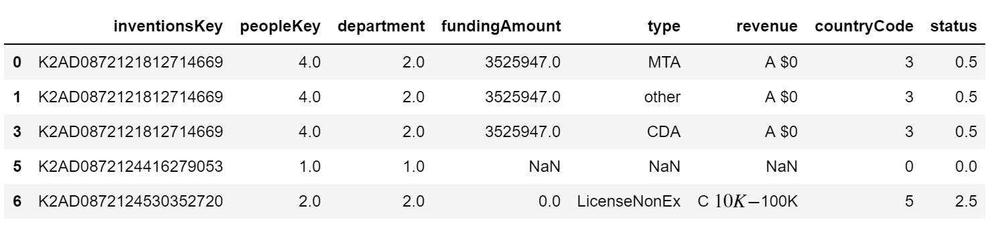 inventionsKey peopleKey department fundingAmount type revenue countryCode status
0 K2AD0872121812714669 4.0 2.0 3525947.0 MTA A $0 3 0.5
1 K2AD0872121812714669 4.0 2.0 3525947.0 other A $0 3 0.5
3 K2AD0872121812714669 4.0 2.0 3525947.0 CDA A $0 3 0.5
5 K2AD0872124416279053 1.0 1.0 NaN NaN NaN 0 0.0
6 K2AD0872124530352720 2.0 2.0 0.0 LicenseNonEx C 10K−100K 5 2.5